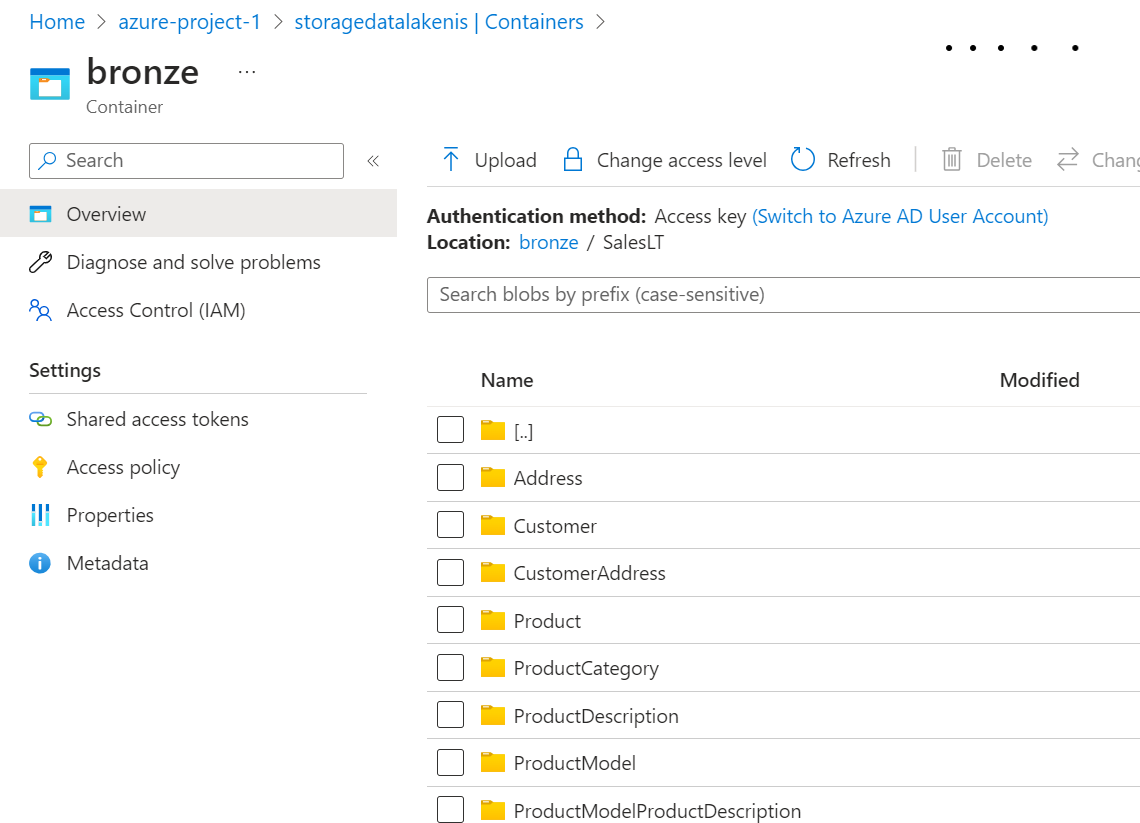 Home > azure-project-1 > storagedatalakenis | Containers >
bronze ...
Container
Search «
Overview
Diagnose and solve problems
Access Control (IAM)
Settings
Shared access tokens
Access policy
Properties
Metadata
Upload Change access level Refresh Delete Chang
Authentication method: Access key (Switch to Azure AD User Account)
Location: bronze / SalesLT
Search blobs by prefix (case-sensitive)
Name Modified
[..]
Address
Customer
CustomerAddress
Product
ProductCategory
ProductDescription
ProductModel
ProductModelProductDescription